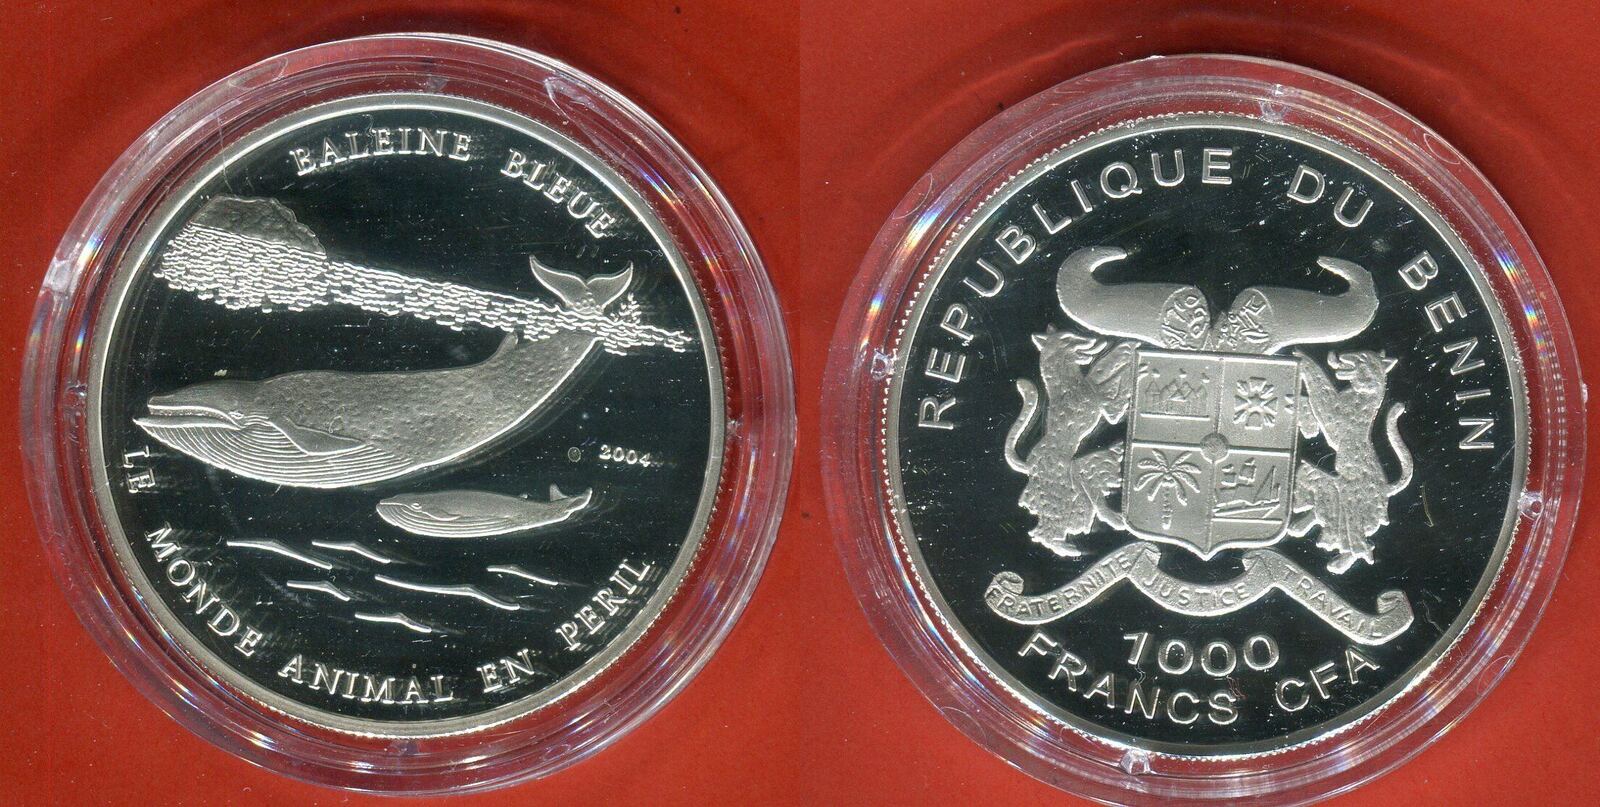 BALEINE BLEUE
2004
LE MONDE ANIMAL EN PERIL
REPUBLIQUE DU BENIN
FRATERNITE JUSTICE TRAVAIL
1000
FRANCS CFA